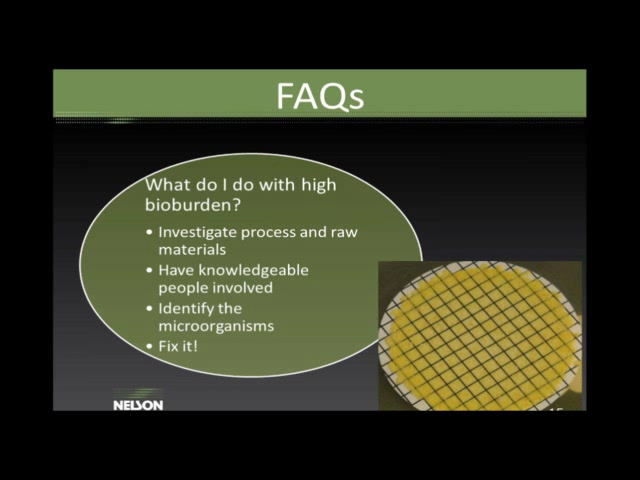 FAQs
What do I do with high
bioburden?
• Investigate process and raw
materials
• Have knowledgeable
people involved
• Identify the
microorganisms
• Fix it!
NELSON